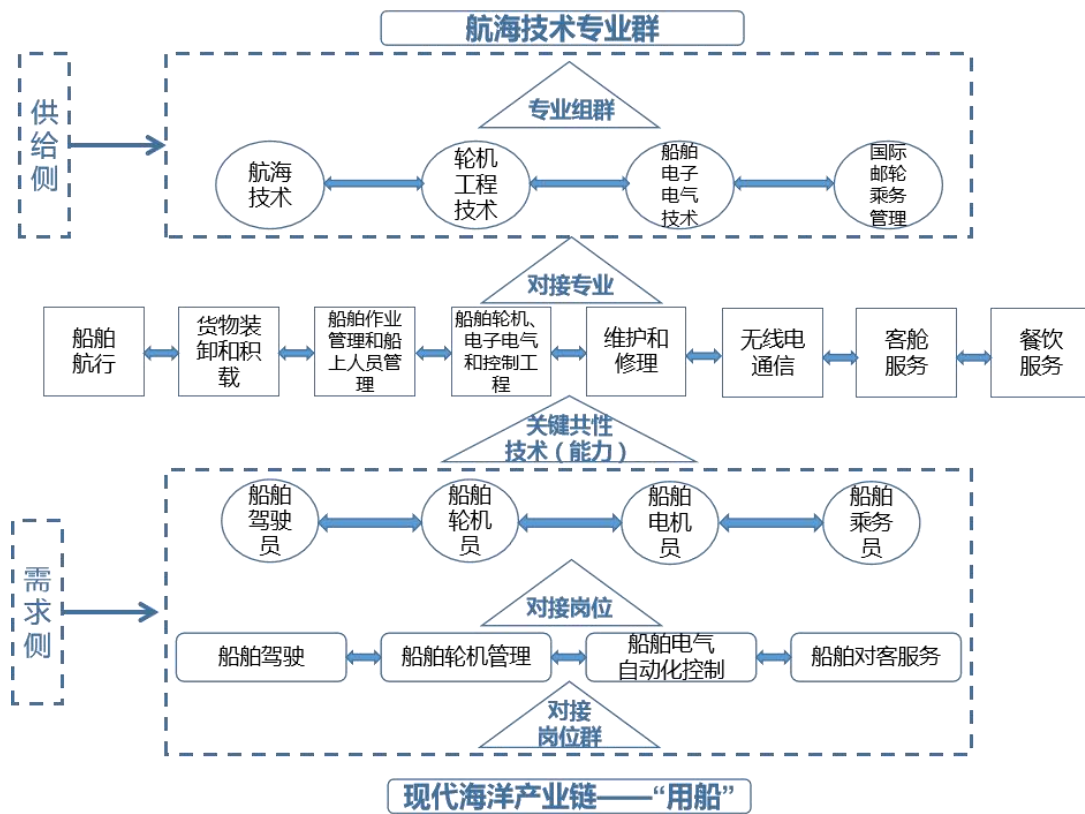 航海技术专业群
供
给
侧
专业组群
航海
技术
轮机
工程
技术
船舶
电子
电气
技术
国际
邮轮
乘务
管理
对接专业
船舶
航行
货物装
卸和积
载
船舶作业
管理和船
上人员管
理
船舶轮机、
电子电气
和控制工
程
维护和
修理
无线电
通信
客舱
服务
餐饮
服务
关键共性
技术（能力）
需
求
侧
船舶
驾驶
员
船舶
轮机
员
船舶
电机
员
船舶
乘务
员
对接岗位
船舶驾驶
船舶轮机管理
船舶电气
自动化控制
船舶对客服务
对接
岗位群
现代海洋产业链——“用船”